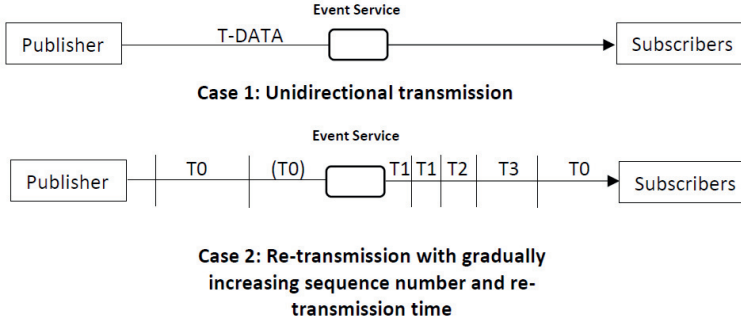 Event Service
Publisher T-DATA Subscribers
Case 1: Unidirectional transmission
Event Service
Publisher T0 (T0) T1 T1 T2 T3 T0 Subscribers
Case 2: Re-transmission with gradually
increasing sequence number and re-
transmission time